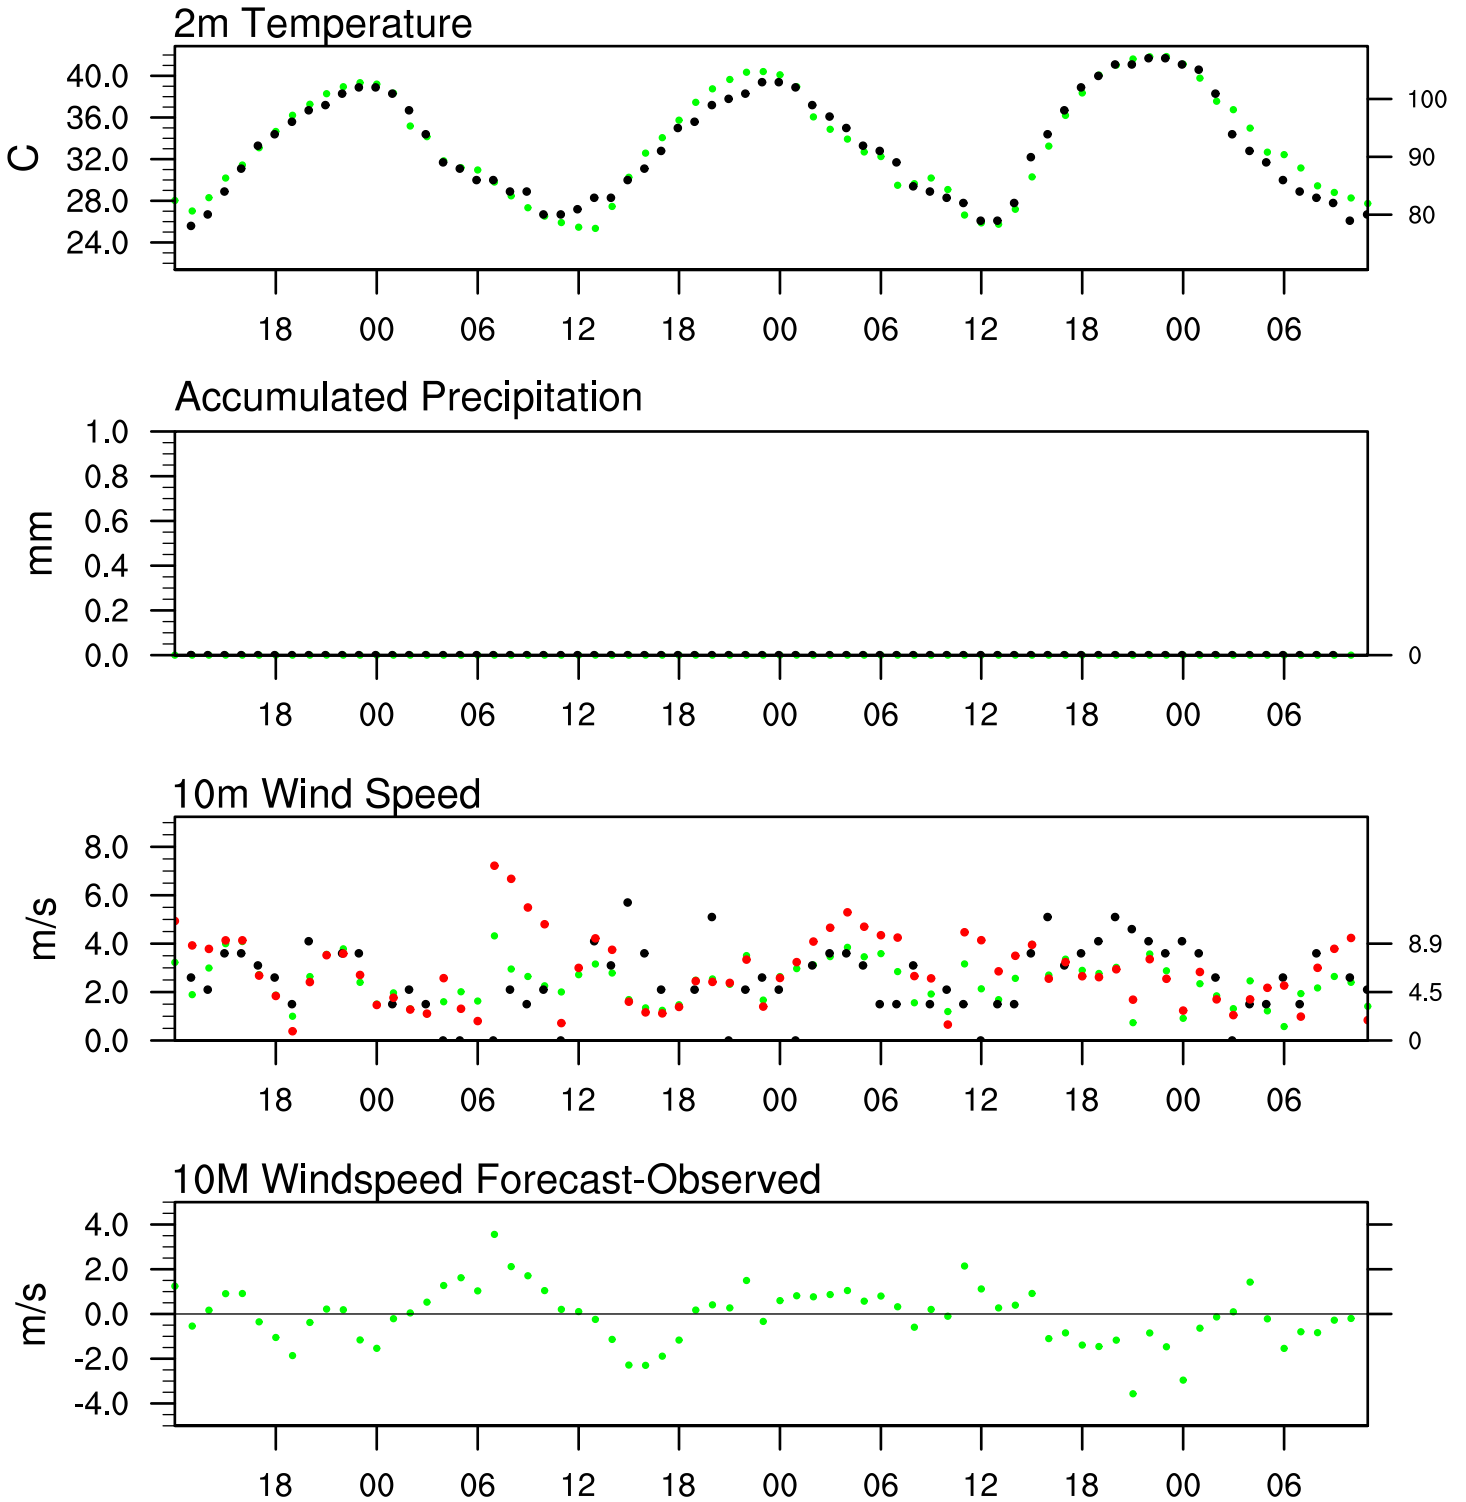 2m Temperature
40.0
36.0
32.0
28.0
24.0
C
100
90
80
18 00 06 12 18 00 06 12 18 00 06
Accumulated Precipitation
1.0
0.8
0.6
0.4
0.2
0.0
mm
0
18 00 06 12 18 00 06 12 18 00 06
10m Wind Speed
8.0
6.0
4.0
2.0
0.0
m/s
8.9
4.5
0
18 00 06 12 18 00 06 12 18 00 06
10M Windspeed Forecast-Observed
4.0
2.0
0.0
-2.0
-4.0
m/s
18 00 06 12 18 00 06 12 18 00 06